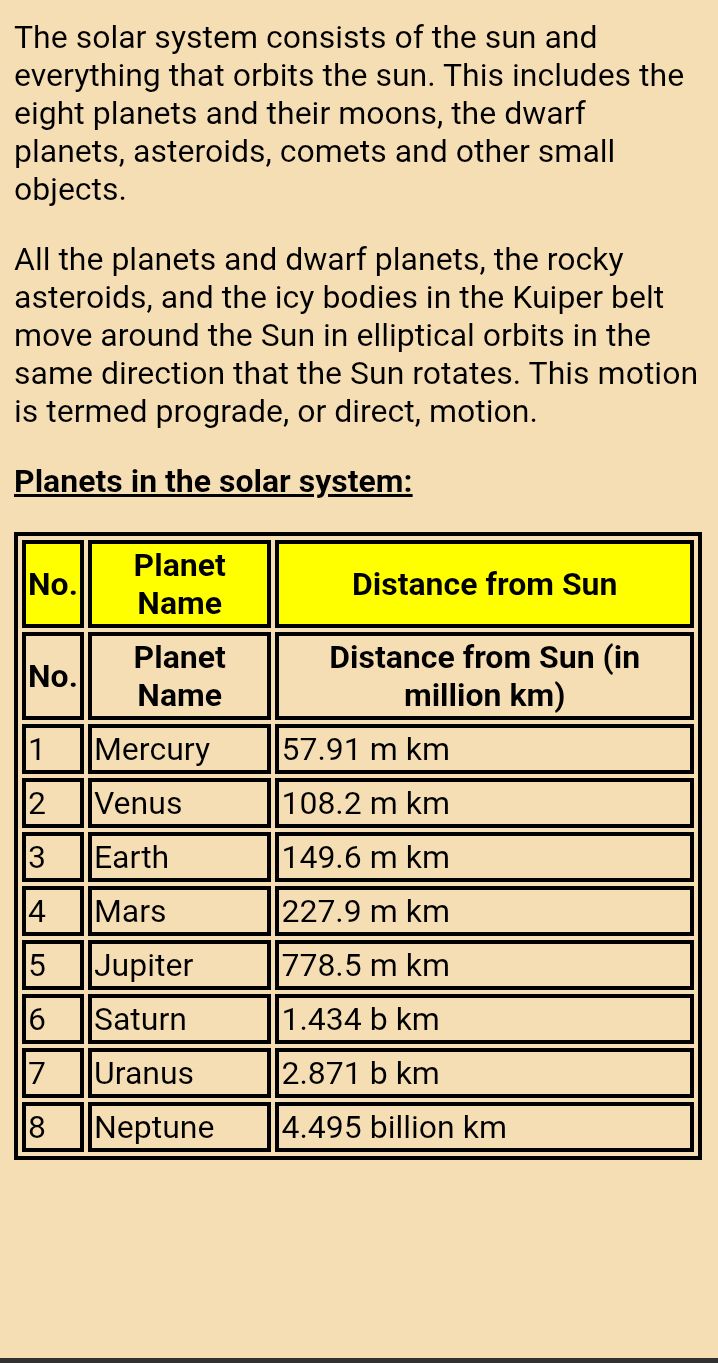 The solar system consists of the sun and
everything that orbits the sun. This includes the
eight planets and their moons, the dwarf
planets, asteroids, comets and other small
objects.
All the planets and dwarf planets, the rocky
asteroids, and the icy bodies in the Kuiper belt
move around the Sun in elliptical orbits in the
same direction that the Sun rotates. This motion
is termed prograde, or direct, motion.
Planets in the solar system:
No. Planet Name Distance from Sun
No. Planet Name Distance from Sun (in million km)
1 Mercury 57.91 m km
2 Venus 108.2 m km
3 Earth 149.6 m km
4 Mars 227.9 m km
5 Jupiter 778.5 m km
6 Saturn 1.434 b km
7 Uranus 2.871 b km
8 Neptune 4.495 billion km